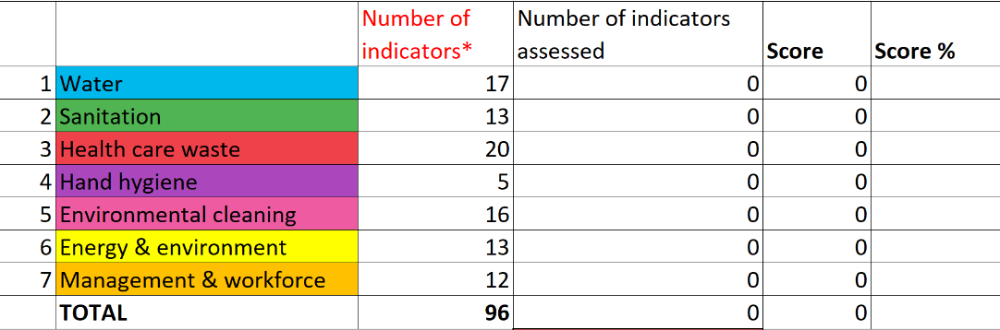 Number of indicators* Number of indicators assessed Score Score %
1 Water 17 0 0
2 Sanitation 13 0 0
3 Health care waste 20 0 0
4 Hand hygiene 5 0 0
5 Environmental cleaning 16 0 0
6 Energy & environment 13 0 0
7 Management & workforce 12 0 0
TOTAL 96 0 0